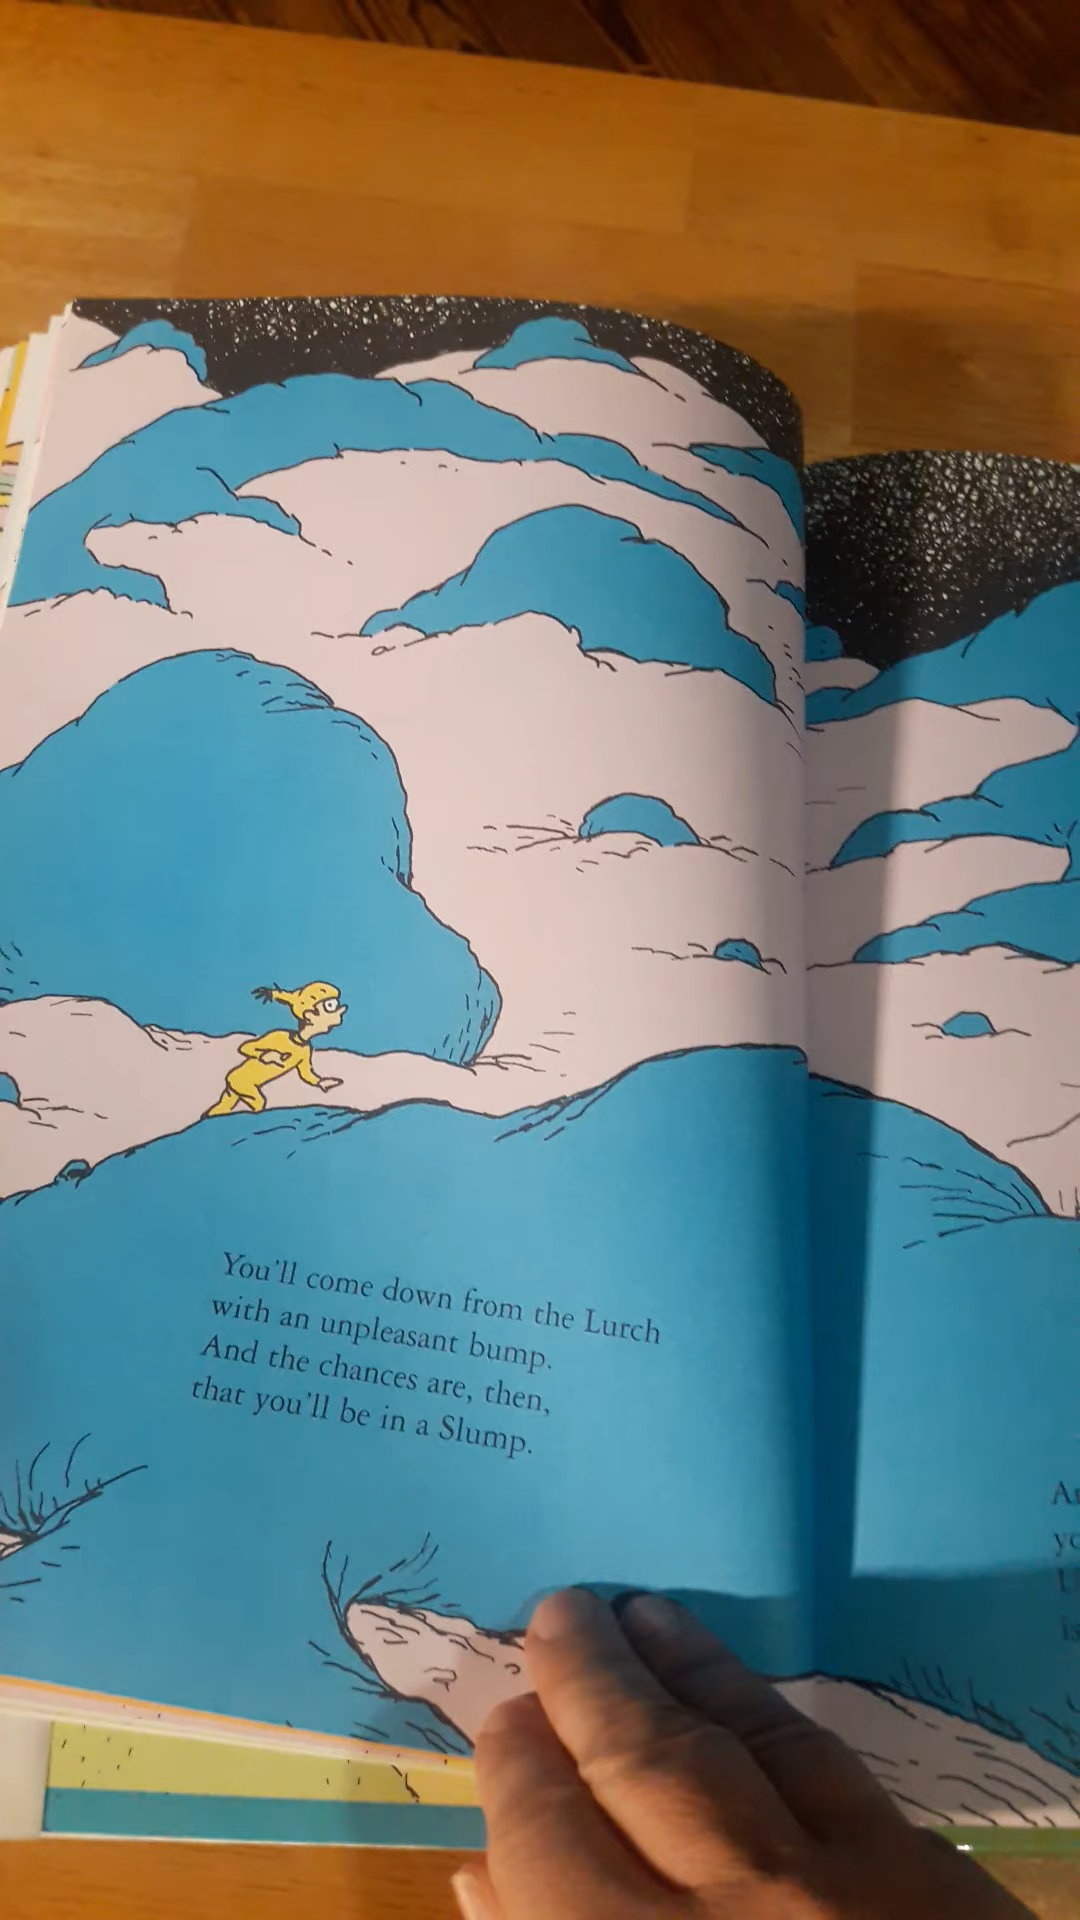 You'll come down from the Lurch
with an unpleasant bump.
And the chances are, then,
that you'll be in a Slump.